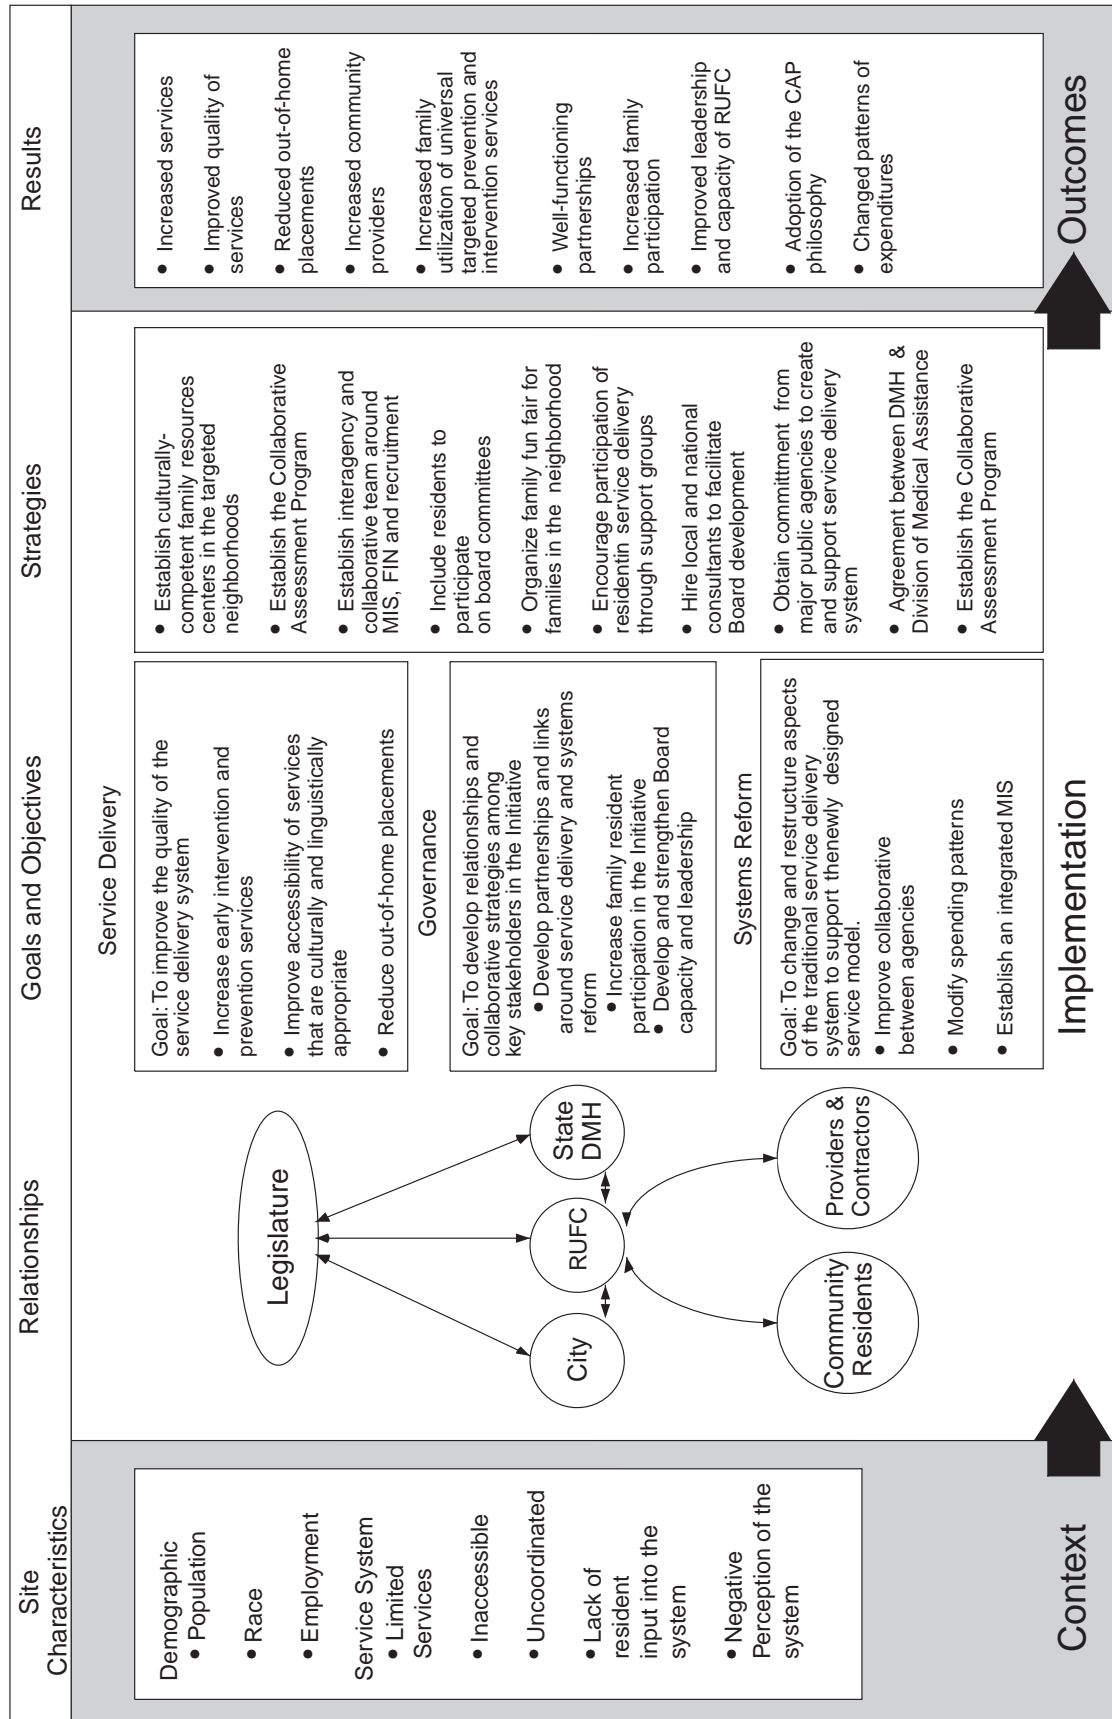 Site
Characteristics
Relationships
Goals and Objectives
Strategies
Results
Demographic
• Population
• Race
• Employment
Service System
• Limited
Services
• Inaccessible
• Uncoordinated
• Lack of
resident
input into the
system
• Negative
Perception of the
system
Legislature
City
RUFC
State
DMH
Community
Residents
Providers &
Contractors
Service Delivery
Goal: To improve the quality of the
service delivery system
• Increase early intervention and
prevention services
• Improve accessibility of services
that are culturally and linguistically
appropriate
• Reduce out-of-home placements
Governance
Goal: To develop relationships and
collaborative strategies among
key stakeholders in the Initiative
• Develop partnerships and links
around service delivery and systems
reform
• Increase family resident
participation in the Initiative
• Develop and strengthen Board
capacity and leadership
Systems Reform
Goal: To change and restructure aspects
of the traditional service delivery
system to support thenewly designed
service model.
• Improve collaborative
between agencies
• Modify spending patterns
• Establish an integrated MIS
• Establish culturally-
competent family resources
centers in the targeted
neighborhoods
• Establish the Collaborative
Assessment Program
• Establish interagency and
collaborative team around
MIS, FIN and recruitment
• Include residents to
participate
on board committees
• Organize family fun fair for
families in the neighborhood
• Encourage participation of
residentin service delivery
through support groups
• Hire local and national
consultants to facilitate
Board development
• Obtain commitment from
major public agencies to create
and support service delivery
system
• Agreement between DMH &
Division of Medical Assistance
• Establish the Collaborative
Assessment Program
• Increased services
• Improved quality of
services
• Reduced out-of-home
placements
• Increased community
providers
• Increased family
utilization of universal
targeted prevention and
intervention services
• Well-functioning
partnerships
• Increased family
participation
• Improved leadership
and capacity of RUFC
• Adoption of the CAP
philosophy
• Changed patterns of
expenditures
Context
Implementation
Outcomes